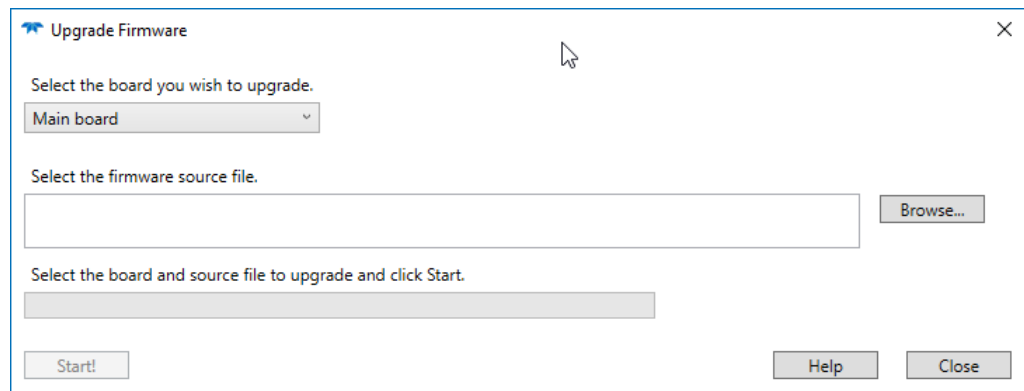 Upgrade Firmware
Select the board you wish to upgrade.
Main board
Select the firmware source file.
Browse...
Select the board and source file to upgrade and click Start.
Start!
Help
Close